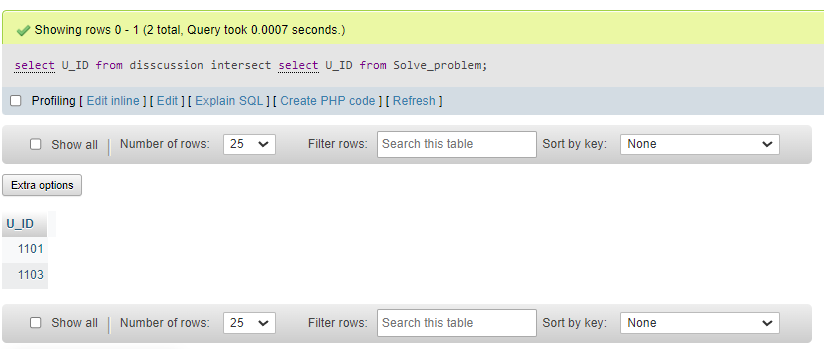 Showing rows 0 - 1 (2 total, Query took 0.0007 seconds.)
select U_ID from disscussion intersect select U_ID from Solve_problem;
Profiling [ Edit inline ] [ Edit ] [ Explain SQL ] [ Create PHP code ] [ Refresh ]
Show all Number of rows: 25 Filter rows: Search this table Sort by key: None
Extra options
U_ID
1101
1103
Show all Number of rows: 25 Filter rows: Search this table Sort by key: None